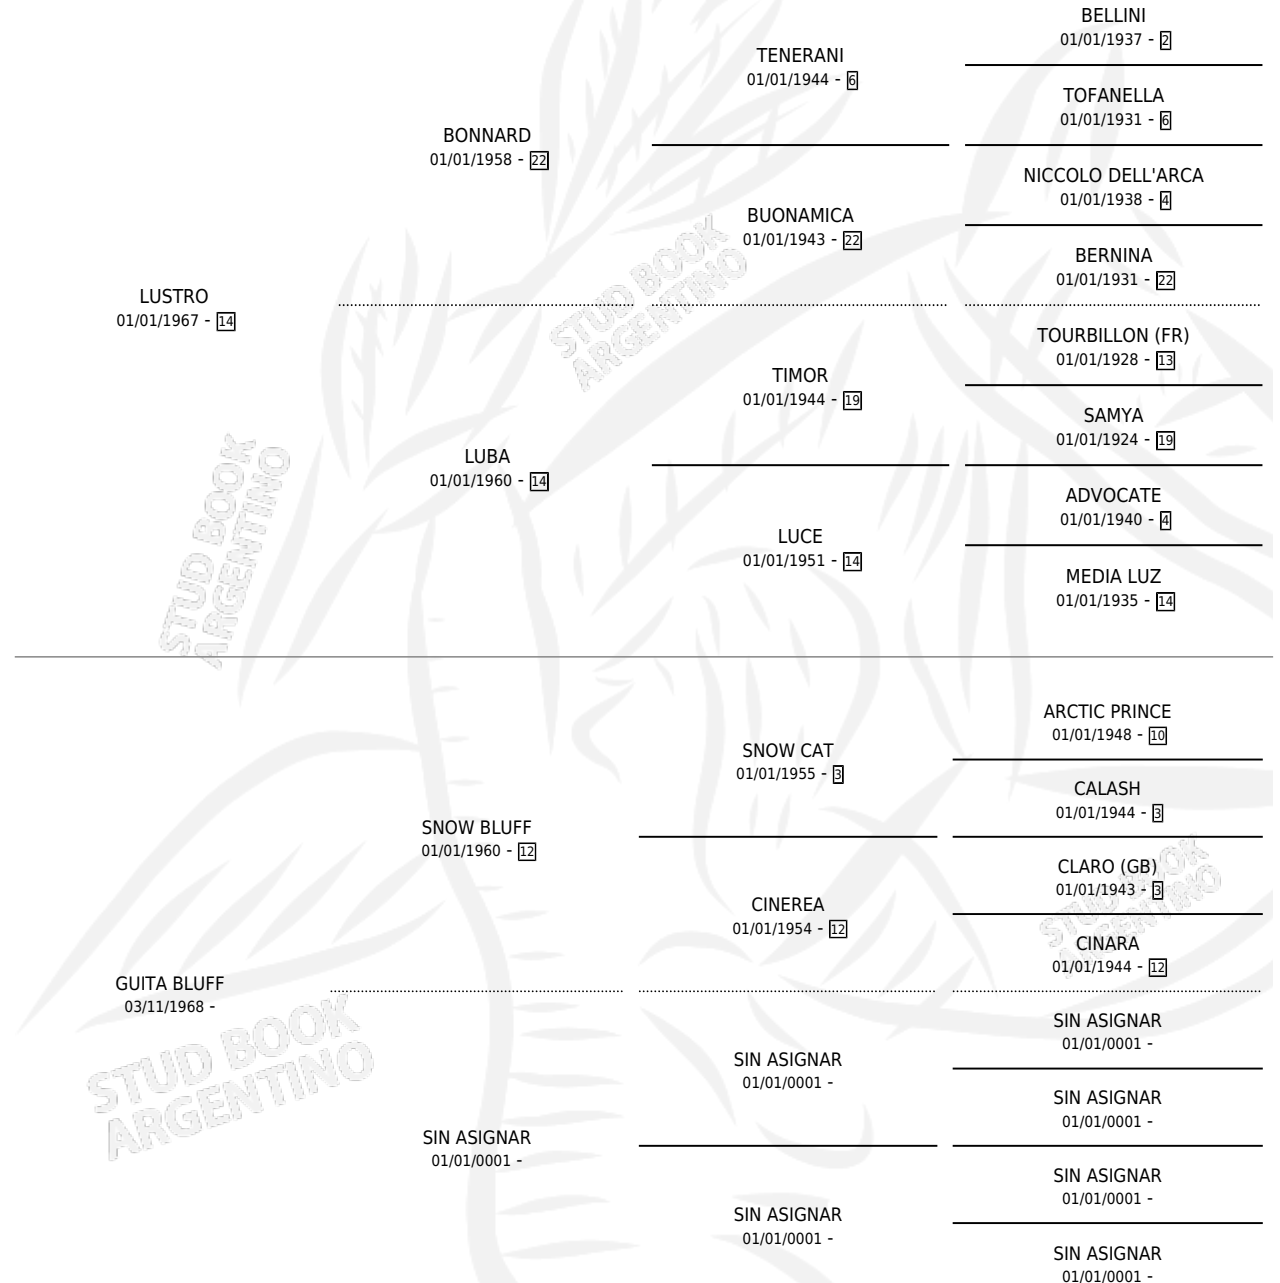 BELLINI
01/01/1937 - 2
TENERANI
01/01/1944 - 6
TOFANELLA
01/01/1931 - 6
BONNARD
01/01/1958 - 22
NICCOLO DELL'ARCA
01/01/1938 - 4
BUONAMICA
01/01/1943 - 22
BERNINA
01/01/1931 - 22
LUSTRO
01/01/1967 - 14
STUD BOOK
ARGENTINO
TOURBILLON (FR)
01/01/1928 - 13
TIMOR
01/01/1944 - 19
SAMYA
01/01/1924 - 19
LUBA
01/01/1960 - 14
ADVOCATE
01/01/1940 - 4
LUCE
01/01/1951 - 14
MEDIA LUZ
01/01/1935 - 14
STUD BOOK
ARGENTINO
ARCTIC PRINCE
01/01/1948 - 10
SNOW CAT
01/01/1955 - 3
CALASH
01/01/1944 - 3
SNOW BLUFF
01/01/1960 - 12
CLARO (GB)
01/01/1943 - 3
CINEREA
01/01/1954 - 12
CINARA
01/01/1944 - 12
STUD BOOK
ARGENTINO
GUITA BLUFF
03/11/1968 -
SIN ASIGNAR
01/01/0001 -
SIN ASIGNAR
01/01/0001 -
SIN ASIGNAR
01/01/0001 -
STUD BOOK
ARGENTINO
SIN ASIGNAR
01/01/0001 -
SIN ASIGNAR
01/01/0001 -
SIN ASIGNAR
01/01/0001 -
SIN ASIGNAR
01/01/0001 -